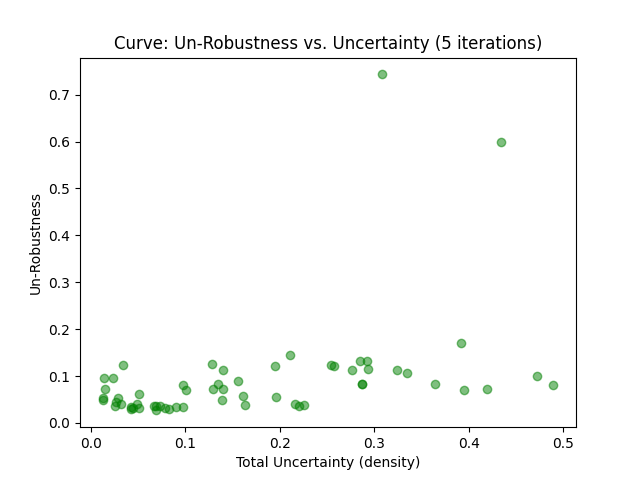 Curve: Un-Robustness vs. Uncertainty (5 iterations)
Un-Robustness
0.7
0.6
0.5
0.4
0.3
0.2
0.1
0.0
0.0 0.1 0.2 0.3 0.4 0.5
Total Uncertainty (density)